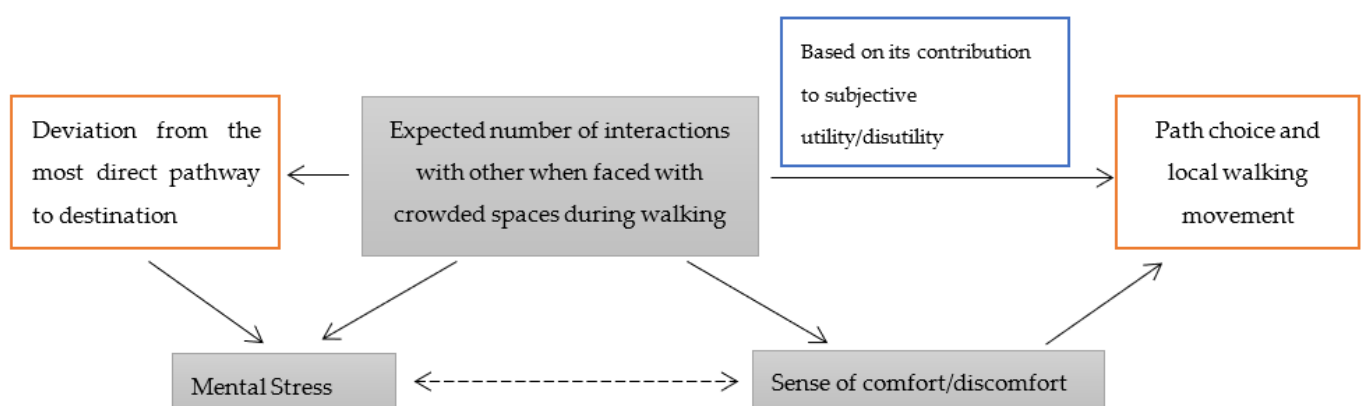 Deviation from the
most direct pathway
to destination
Expected number of interactions
with other when faced with
crowded spaces during walking
Based on its contribution
to subjective
utility/disutility
Path choice and
local walking
movement
Mental Stress
Sense of comfort/discomfort